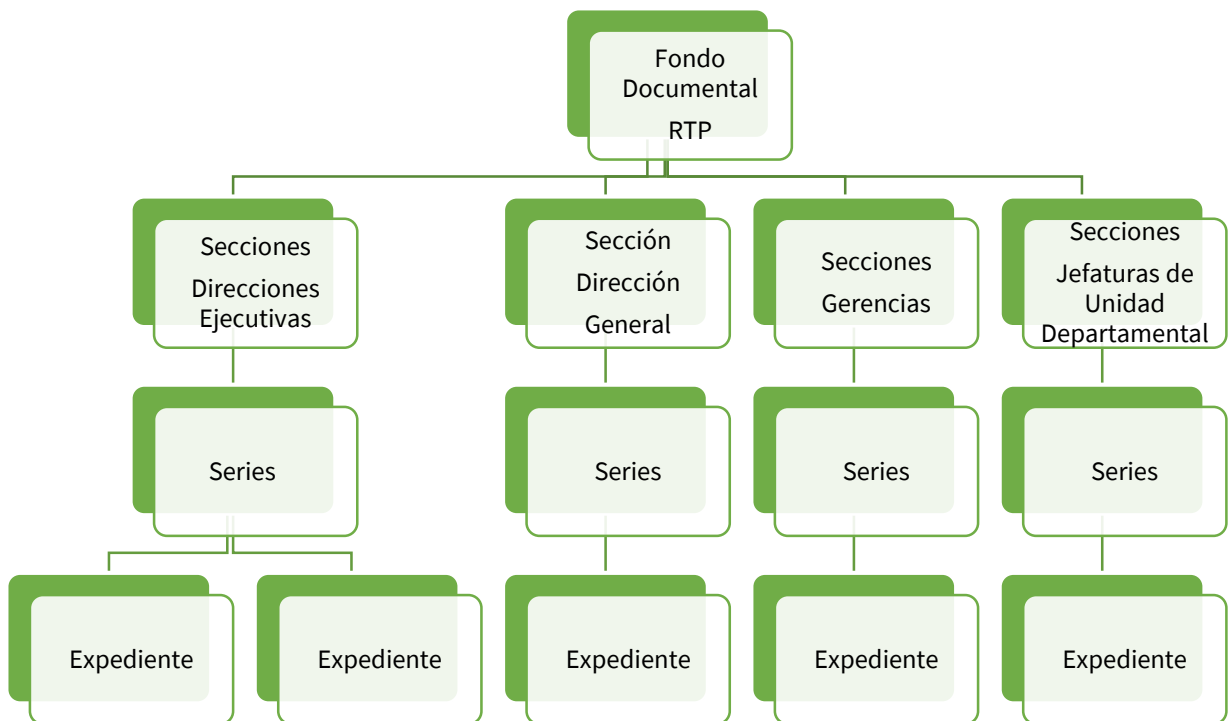 Fondo
Documental
RTP
Secciones
Direcciones
Ejecutivas
Sección
Dirección
General
Secciones
Gerencias
Secciones
Jefaturas de
Unidad
Departamental
Series
Series
Series
Series
Expediente
Expediente
Expediente
Expediente
Expediente